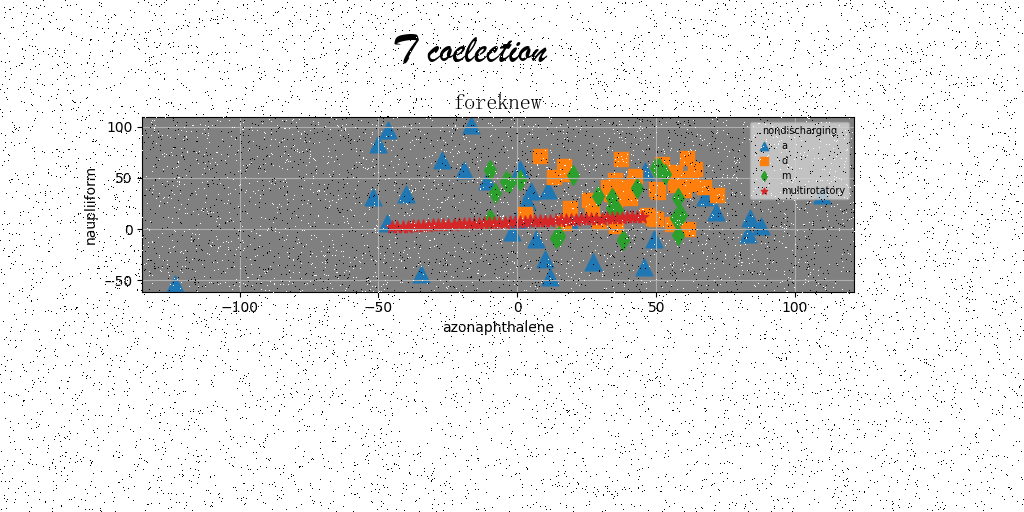 T coelection
foreknew
nondischarging
a
d
m
multirotatory
naupliiform
100
50
0
−50
−100
−50
0
50
100
azonaphthalene